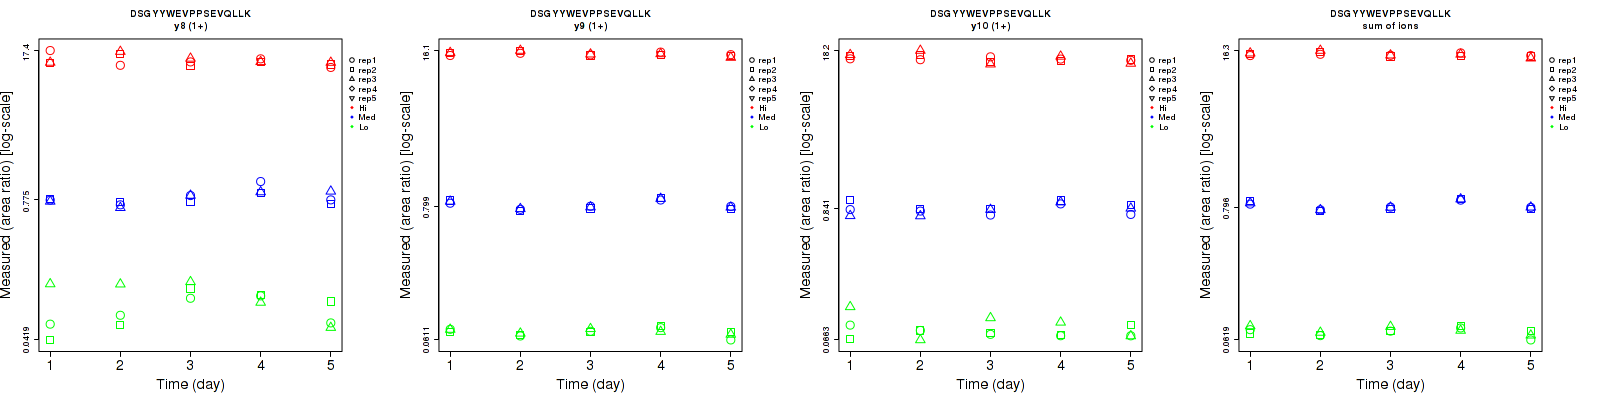 DSGYYWEVPPSEVQLLK
y8 (1+)
Measured (area ratio) [log-scale]
17.4
0.775
0.0419
1 2 3 4 5
Time (day)
rep1
rep2
rep3
rep4
rep5
Hi
Med
Lo
DSGYYWEVPPSEVQLLK
y9 (1+)
Measured (area ratio) [log-scale]
16.1
0.799
0.0611
1 2 3 4 5
Time (day)
rep1
rep2
rep3
rep4
rep5
Hi
Med
Lo
DSGYYWEVPPSEVQLLK
y10 (1+)
Measured (area ratio) [log-scale]
18.2
0.841
0.0663
1 2 3 4 5
Time (day)
rep1
rep2
rep3
rep4
rep5
Hi
Med
Lo
DSGYYWEVPPSEVQLLK
sum of ions
Measured (area ratio) [log-scale]
16.3
0.796
0.0619
1 2 3 4 5
Time (day)
rep1
rep2
rep3
rep4
rep5
Hi
Med
Lo